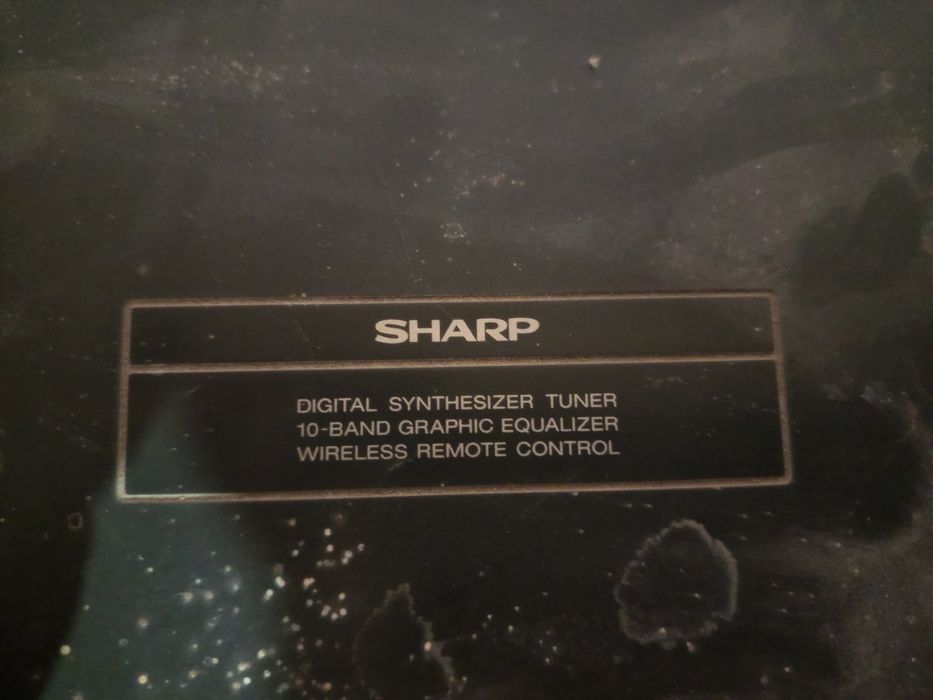 SHARP
DIGITAL SYNTHESIZER TUNER
10-BAND GRAPHIC EQUALIZER
WIRELESS REMOTE CONTROL